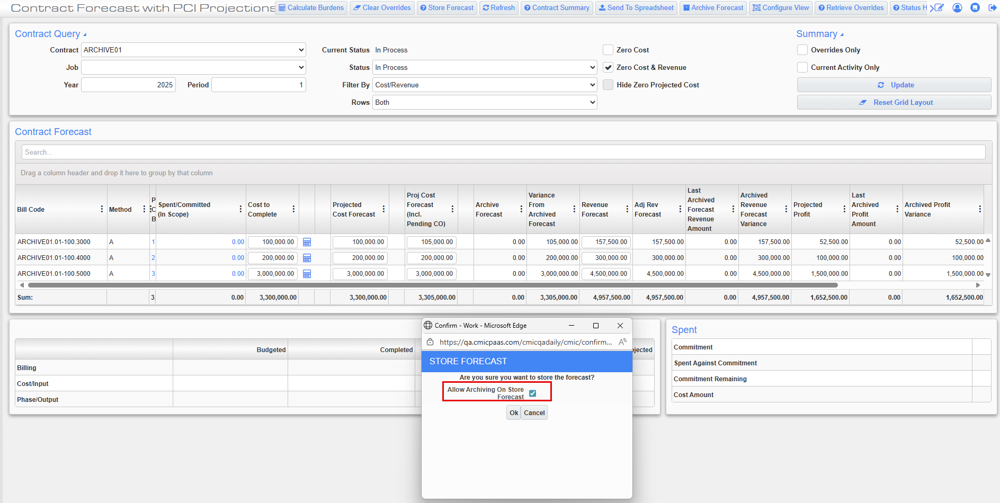 Contract Forecast with PCI Projections
Calculate Burdens
Clear Overrides
Store Forecast
Refresh
Contract Summary
Send To Spreadsheet
Archive Forecast
Configure View
Retrieve Overrides
Status H
Contract Query
Summary
Contract ARCHIVE01
Current Status In Process
Zero Cost
Overrides Only
Job
Status In Process
Zero Cost & Revenue
Current Activity Only
Year 2025 Period 1
Filter By Cost/Revenue
Hide Zero Projected Cost
Update
Rows Both
Reset Grid Layout
Contract Forecast
Search...
Drag a column header and drop it here to group by that column
Bill Code
Method
P
C
B
Spent/Committed
(In Scope)
Cost to
Complete
Projected
Cost Forecast
Proj Cost
Forecast
(Incl.
Pending CO)
Archive
Forecast
Variance
From
Archived
Forecast
Revenue
Forecast
Adj Rev
Forecast
Last
Archived
Forecast
Revenue
Amount
Archived
Revenue
Forecast
Variance
Projected
Profit
Last
Archived
Profit
Amount
Archived Profit
Variance
ARCHIVE01.01-100.3000 A 1 0.00 100,000.00 100,000.00 105,000.00 0.00 105,000.00 157,500.00 157,500.00 0.00 157,500.00 52,500.00 0.00 52,500.00
ARCHIVE01.01-100.4000 A 2 0.00 200,000.00 200,000.00 200,000.00 0.00 200,000.00 300,000.00 300,000.00 0.00 300,000.00 100,000.00 0.00 100,000.00
ARCHIVE01.01-100.5000 A 3 0.00 3,000,000.00 3,000,000.00 3,000,000.00 0.00 3,000,000.00 4,500,000.00 4,500,000.00 0.00 4,500,000.00 1,500,000.00 0.00 1,500,000.00
Sum: 3. 0.00 3,300,000.00 3,300,000.00 3,305,000.00 0.00 3,305,000.00 4,957,500.00 4,957,500.00 0.00 4,957,500.00 1,652,500.00 0.00 1,652,500.00
Budgeted Completed jected
Billing
Cost/Input
Phase/Output
Confirm - Work - Microsoft Edge
https://qa.cmicpaas.com/cmicqadaily/cmic/confirm...
STORE FORECAST
Are you sure you want to store the forecast?
Allow Archiving On Store
Forecast
Ok Cancel
Spent
Commitment
Spent Against Commitment
Commitment Remaining
Cost Amount